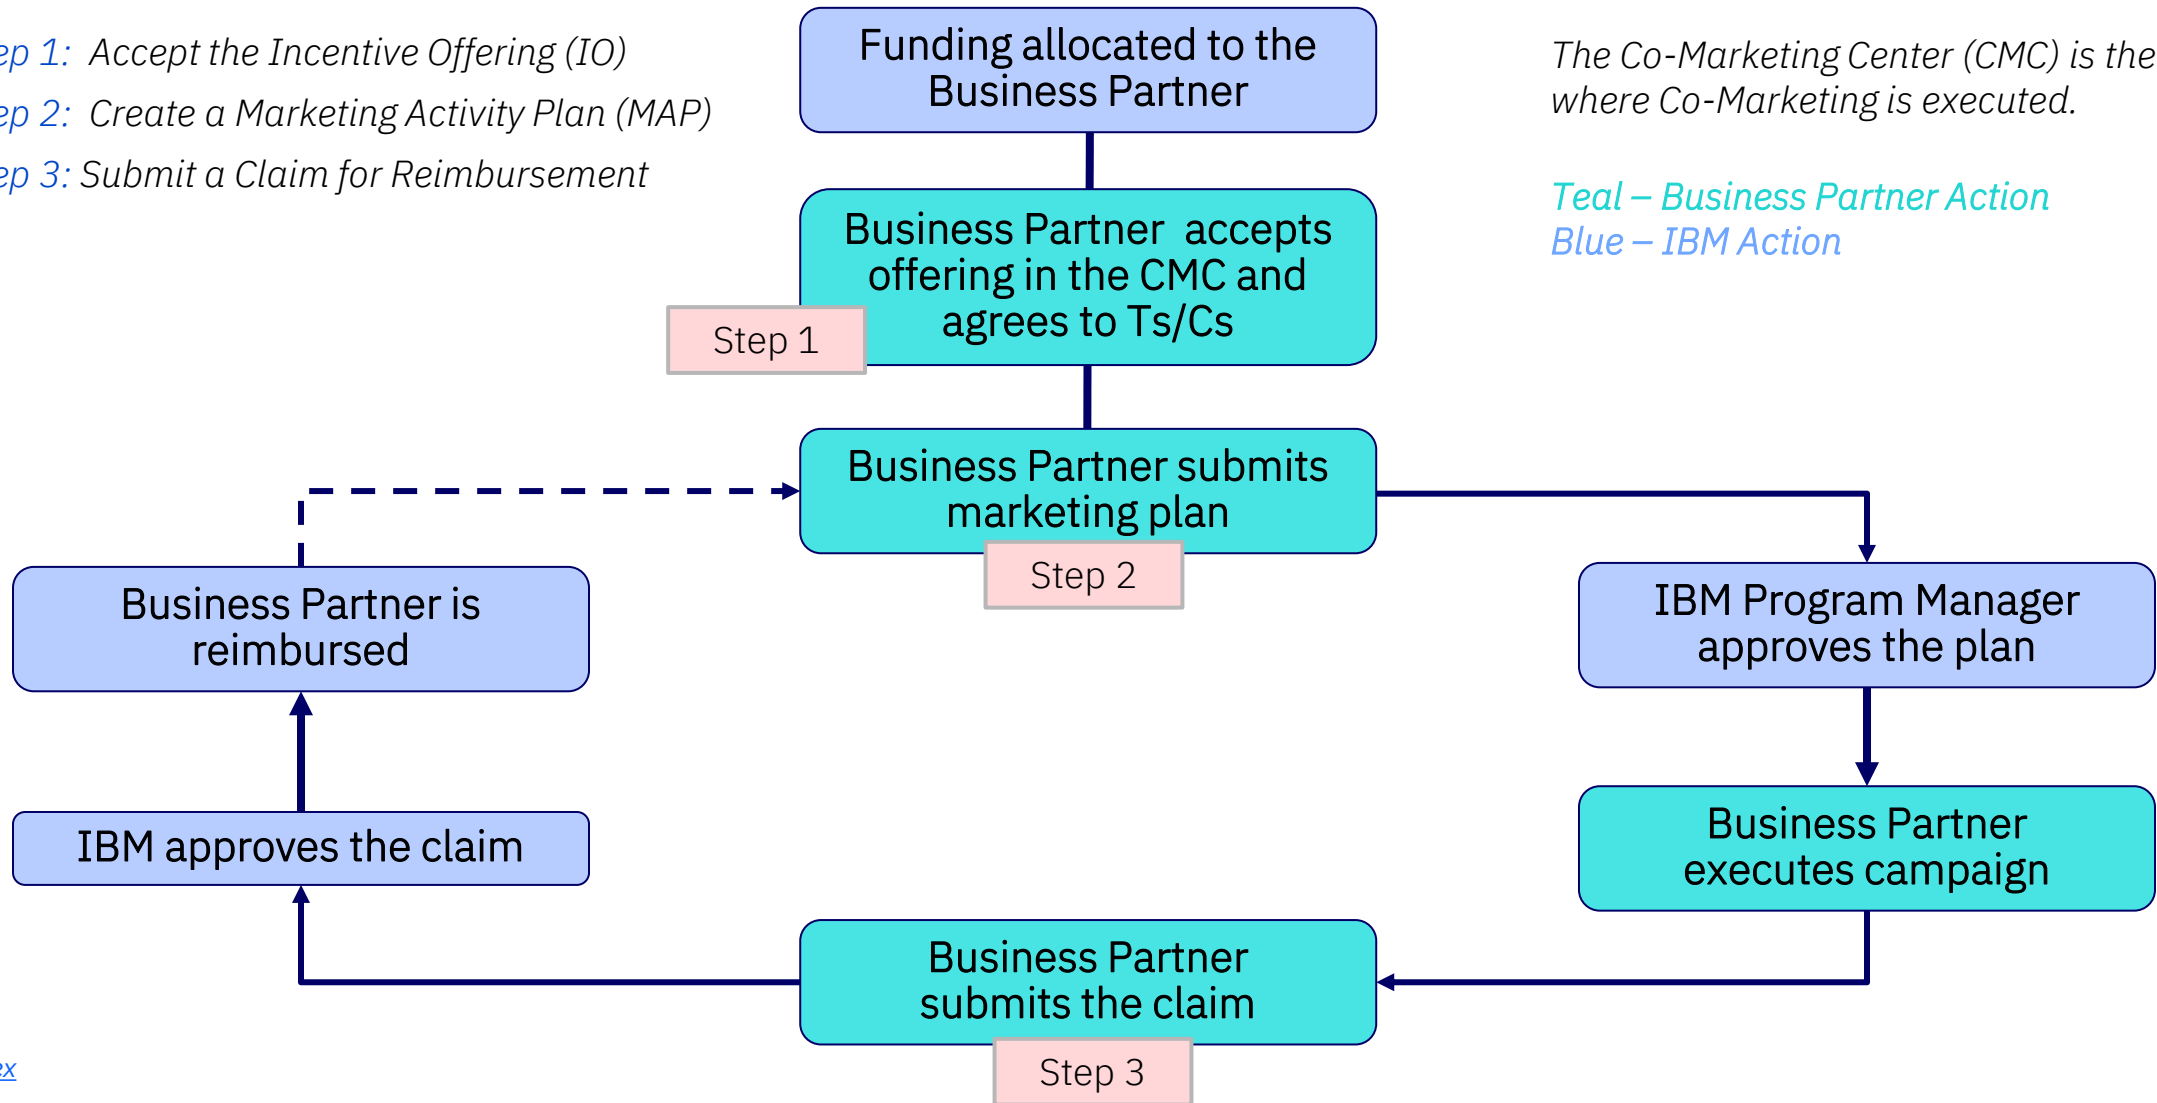 ep 1: Accept the Incentive Offering (IO)
ep 2: Create a Marketing Activity Plan (MAP)
ep 3: Submit a Claim for Reimbursement
Funding allocated to the
Business Partner
The Co-Marketing Center (CMC) is the
where Co-Marketing is executed.
Teal – Business Partner Action
Blue – IBM Action
Business Partner accepts
offering in the CMC and
agrees to Ts/Cs
Step 1
Business Partner submits
marketing plan
Step 2
IBM Program Manager
approves the plan
Business Partner
executes campaign
Business Partner
submits the claim
Step 3
IBM approves the claim
Business Partner is
reimbursed
ex